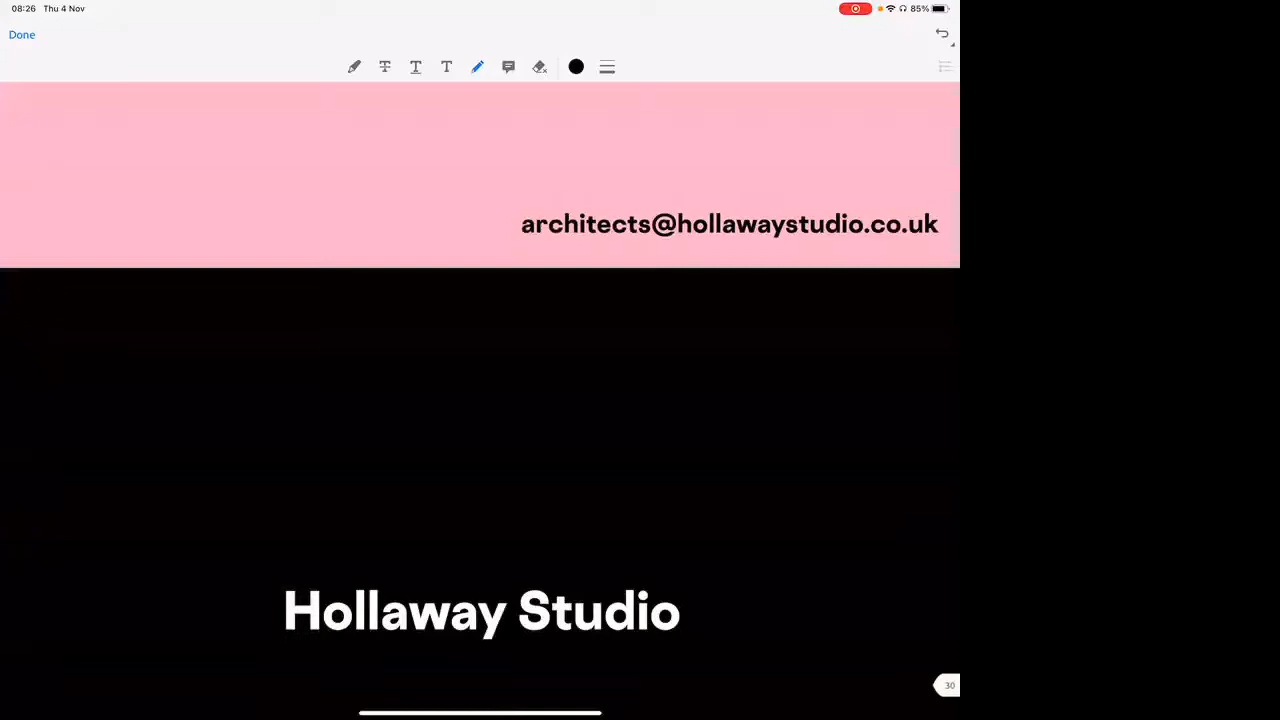 08:26 Thu 4 Nov
85%
Done
T T T
architects@hollawaystudio.co.uk
Hollaway Studio
30